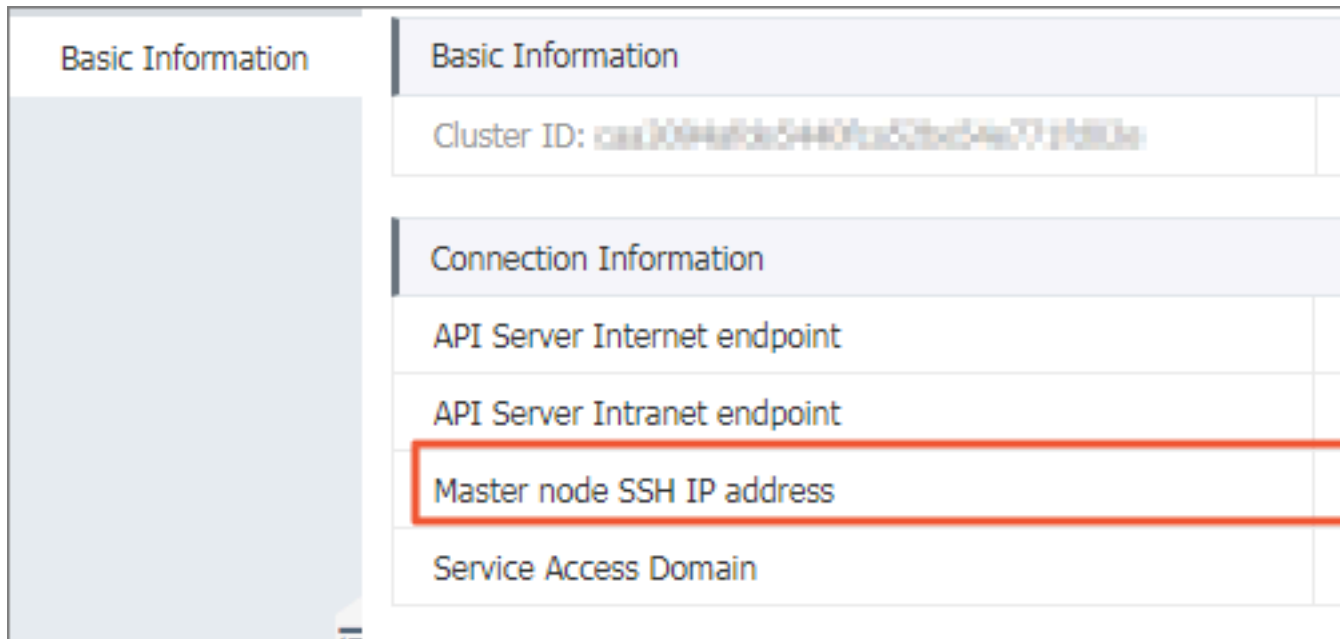 Basic Information
Basic Information
Cluster ID:
Connection Information
API Server Internet endpoint
API Server Intranet endpoint
Master node SSH IP address
Service Access Domain